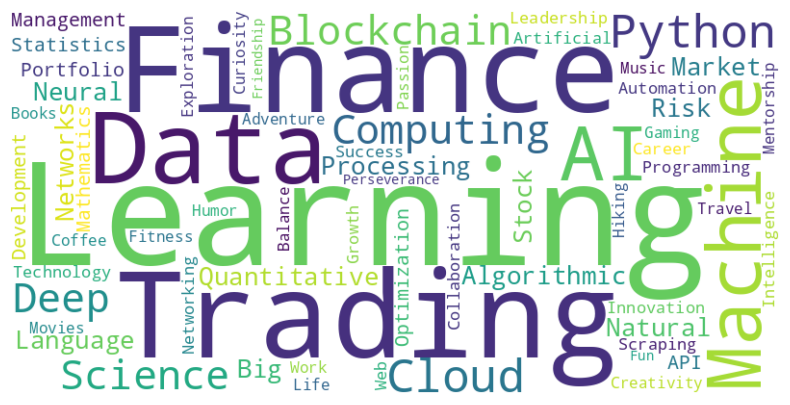 Management
Finance
Blockchain
Leadership
Python
Statistics
Exploration
Curiosity
Friendship
Passion
Artificial
Portfolio
Neural
Music
Market
Automation
Mentorship
Books
Networks
Mathematics
Data
Adventure
Computing
Risk
Machine
Development
Success
Processing
AI
Gaming
Career
Programming
Perseverance
Learning
Humor
Balance
Growth
Stock
Hiking
Travel
Intelligence
Coffee
Fitness
Optimization
Collaboration
Technology
Networking
Quantitative
Trading
Algorithmic
Deep
Innovation
Movies
Language
Natural
Scraping
Science
Big
Work
Life
Web
Cloud
Fun
API
Creativity